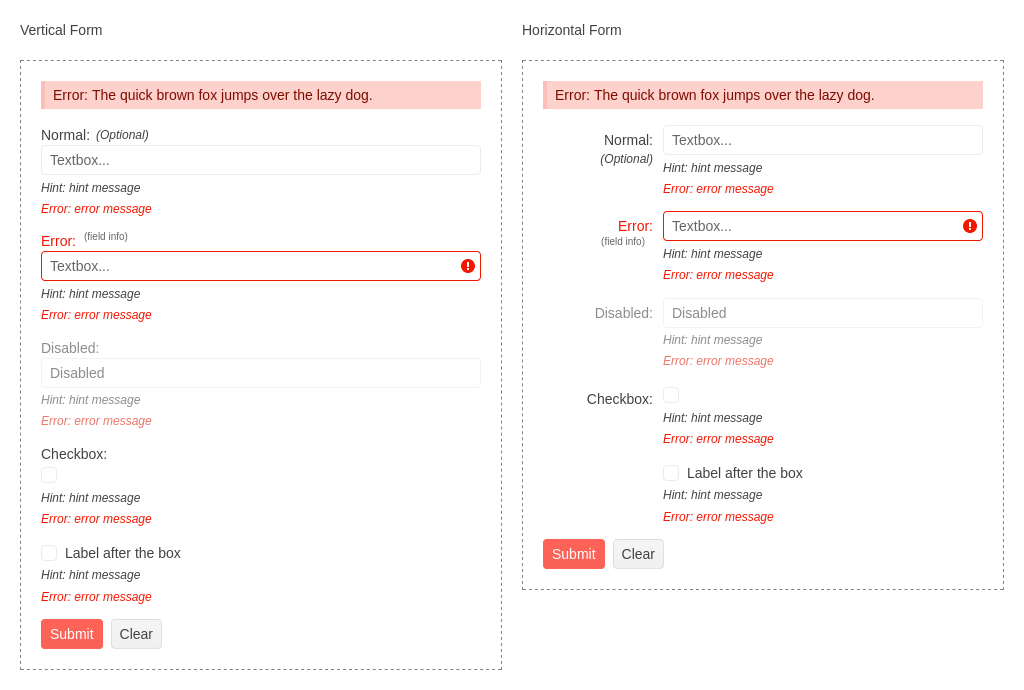 Vertical Form
Error: The quick brown fox jumps over the lazy dog.
Normal: (Optional)
Textbox...
Hint: hint message
Error: error message
Error: (field info)
Textbox...
Hint: hint message
Error: error message
Disabled:
Disabled
Hint: hint message
Error: error message
Checkbox:
Hint: hint message
Error: error message
Label after the box
Hint: hint message
Error: error message
Submit Clear
Horizontal Form
Error: The quick brown fox jumps over the lazy dog.
Normal: Textbox...
(Optional)
Hint: hint message
Error: error message
Error: Textbox...
(field info)
Hint: hint message
Error: error message
Disabled: Disabled
Hint: hint message
Error: error message
Checkbox:
Hint: hint message
Error: error message
Label after the box
Hint: hint message
Error: error message
Submit Clear